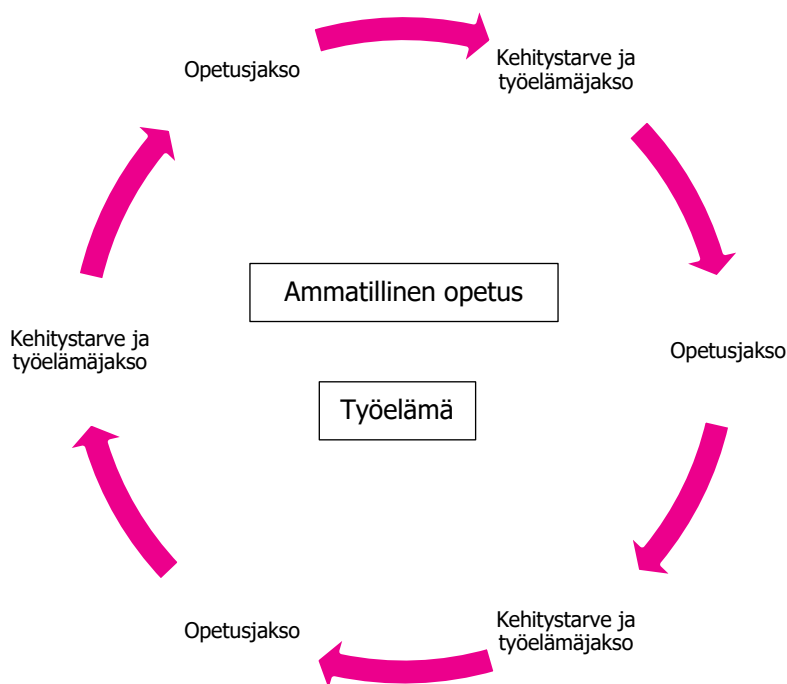 Opetusjakso
Kehitystarve ja
työelämäjakso
Ammatillinen opetus
Kehitystarve ja
työelämäjakso
Opetusjakso
Työelämä
Opetusjakso
Kehitystarve ja
työelämäjakso